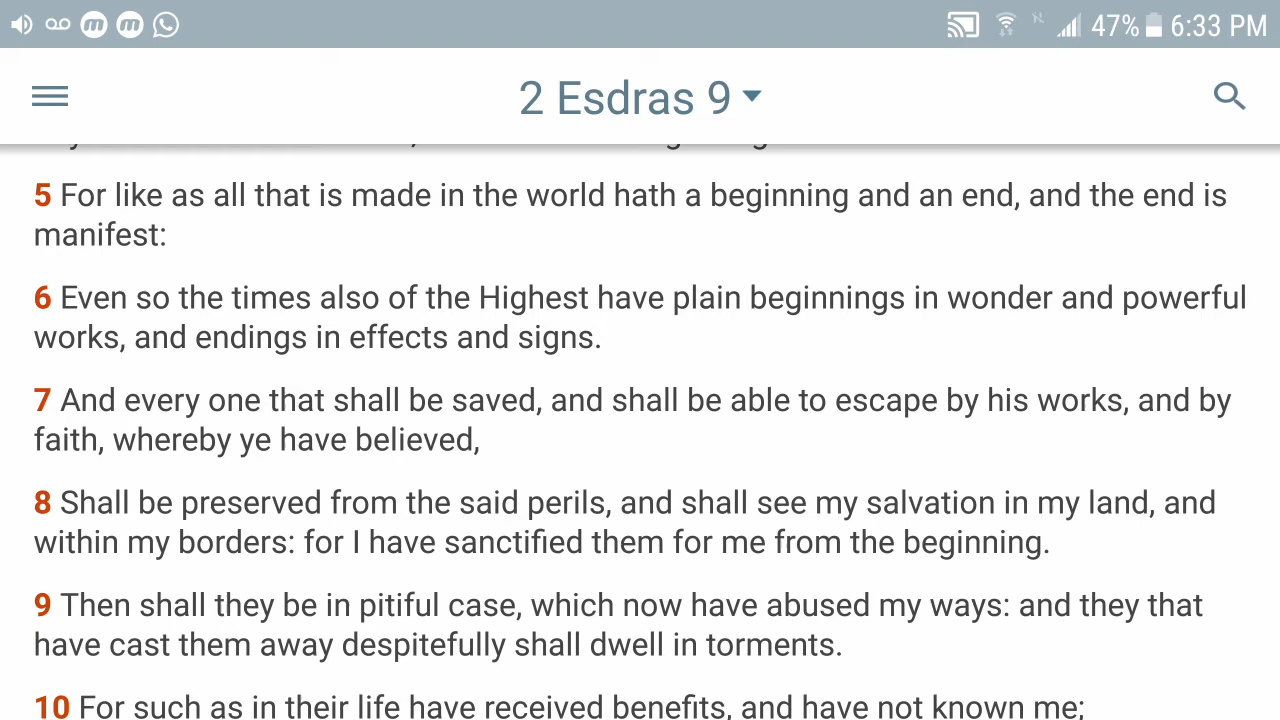 47% 6:33 PM
2 Esdras 9
5 For like as all that is made in the world hath a beginning and an end, and the end is
manifest:
6 Even so the times also of the Highest have plain beginnings in wonder and powerful
works, and endings in effects and signs.
7 And every one that shall be saved, and shall be able to escape by his works, and by
faith, whereby ye have believed,
8 Shall be preserved from the said perils, and shall see my salvation in my land, and
within my borders: for I have sanctified them for me from the beginning.
9 Then shall they be in pitiful case, which now have abused my ways: and they that
have cast them away despitefully shall dwell in torments.
10 For such as in their life have received benefits, and have not known me;